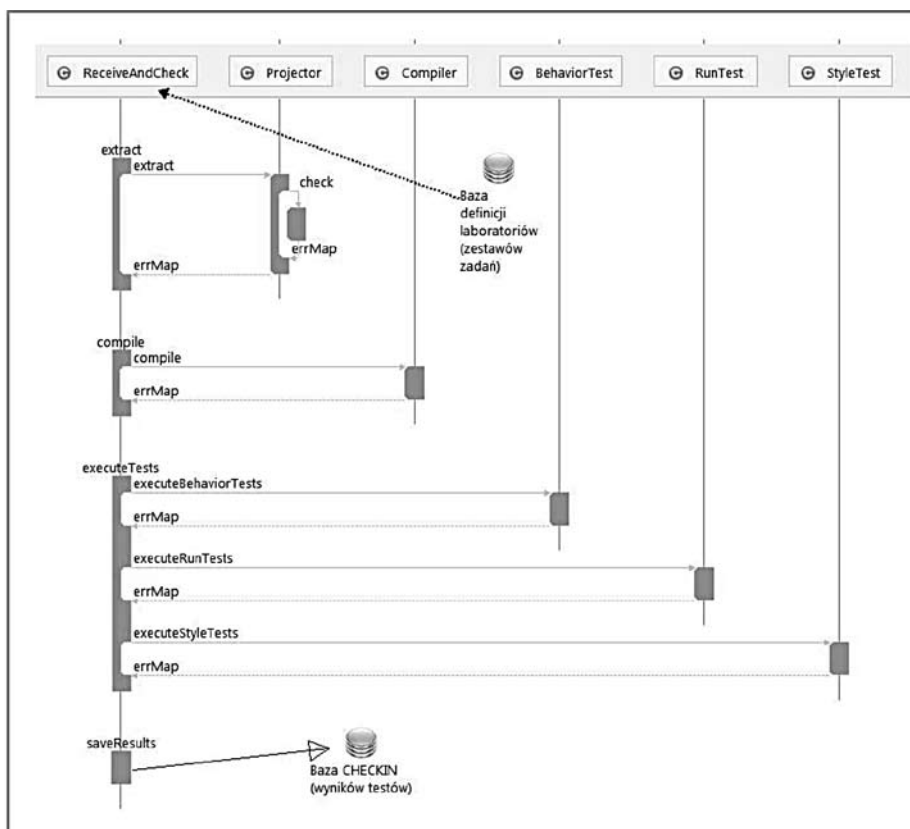 ReceiveAndCheck
Projector
Compiler
BehaviorTest
RunTest
StyleTest
extract
extract
check
errMap
errMap
Baza
definicji
laboratoriów
(zestawów
zadań)
compile
compile
errMap
executeTests
executeBehaviorTests
errMap
executeRunTests
errMap
executeStyleTests
errMap
saveResults
Baza CHECKIN
(wyników testów)